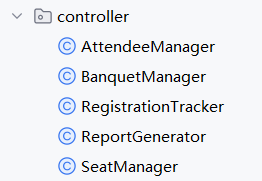 controller
AttendeeManager
BanquetManager
RegistrationTracker
ReportGenerator
SeatManager